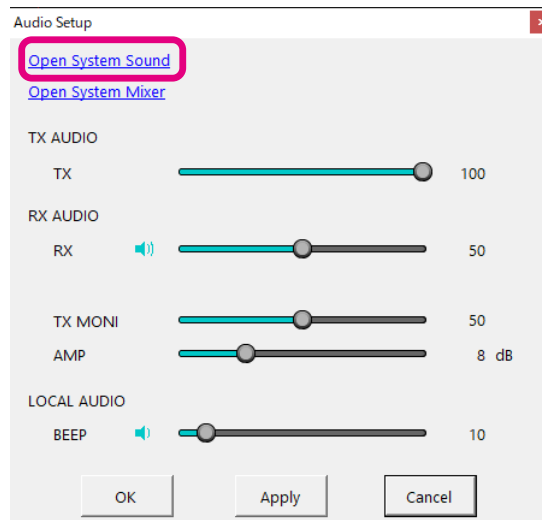 Audio Setup
Open System Sound
Open System Mixer
TX AUDIO
TX 100
RX AUDIO
RX 50
TX MONI 50
AMP 8 dB
LOCAL AUDIO
BEEP 10
OK Apply Cancel